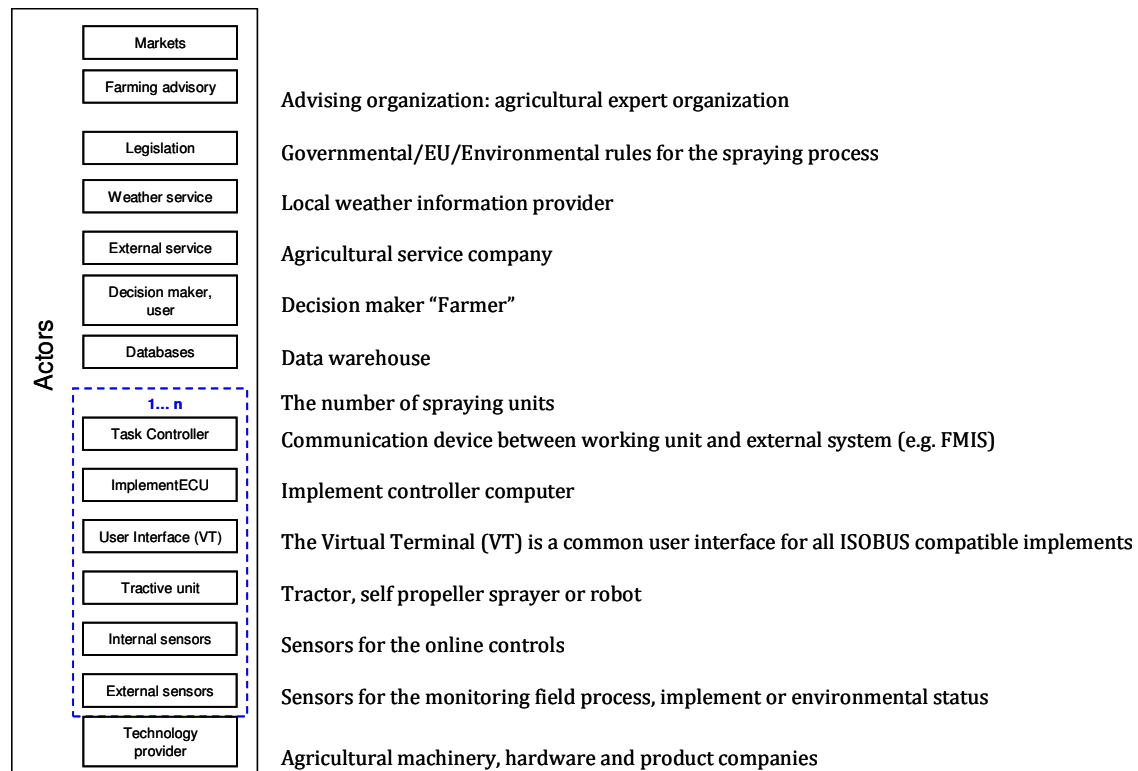 Actors
Markets
Farming advisory
Advising organization: agricultural expert organization
Legislation
Governmental/EU/Environmental rules for the spraying process
Weather service
Local weather information provider
External service
Agricultural service company
Decision maker,
user
Decision maker “Farmer”
Databases
Data warehouse
1... n
The number of spraying units
Task Controller
Communication device between working unit and external system (e.g. FMIS)
ImplementECU
Implement controller computer
User Interface (VT)
The Virtual Terminal (VT) is a common user interface for all ISOBUS compatible implements
Tractive unit
Tractor, self propeller sprayer or robot
Internal sensors
Sensors for the online controls
External sensors
Sensors for the monitoring field process, implement or environmental status
Technology
provider
Agricultural machinery, hardware and product companies